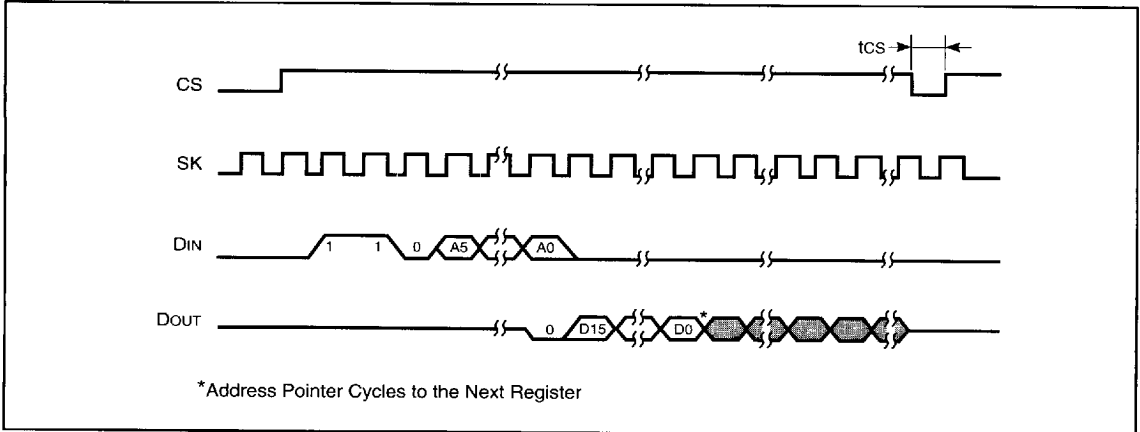 tCS
CS
SK
DIN 1 1 0 A5 A0
DOUT 0 D15 D0 *
*Address Pointer Cycles to the Next Register